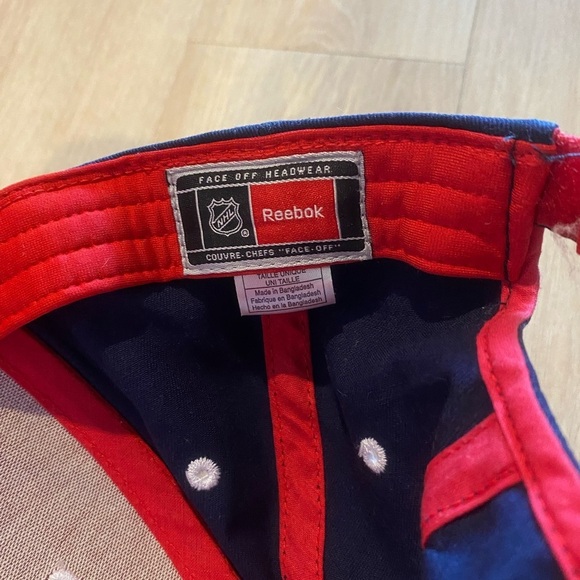 FACE OFF HEADWEAR
NHL
®
Reebok
COUVRE-CHEFS "FACE-OFF"
TAILLE UNIQUE
UNI TAILLE
Made in Bangladesh
Fabriqué en Bangladesh
Hecho en la Bangladesh